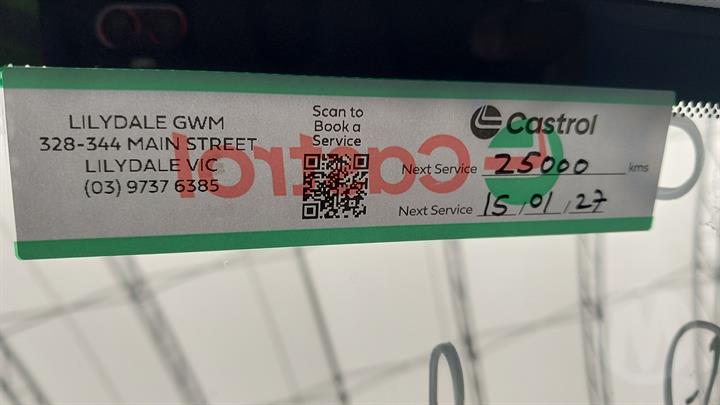 LILYDALE GWM
328-344 MAIN STREET
LILYDALE VIC
(03) 9737 6385
Scan to
Book a
Service
Castrol
Next Service 25000 kms
Next Service 15/01/27
Castrol